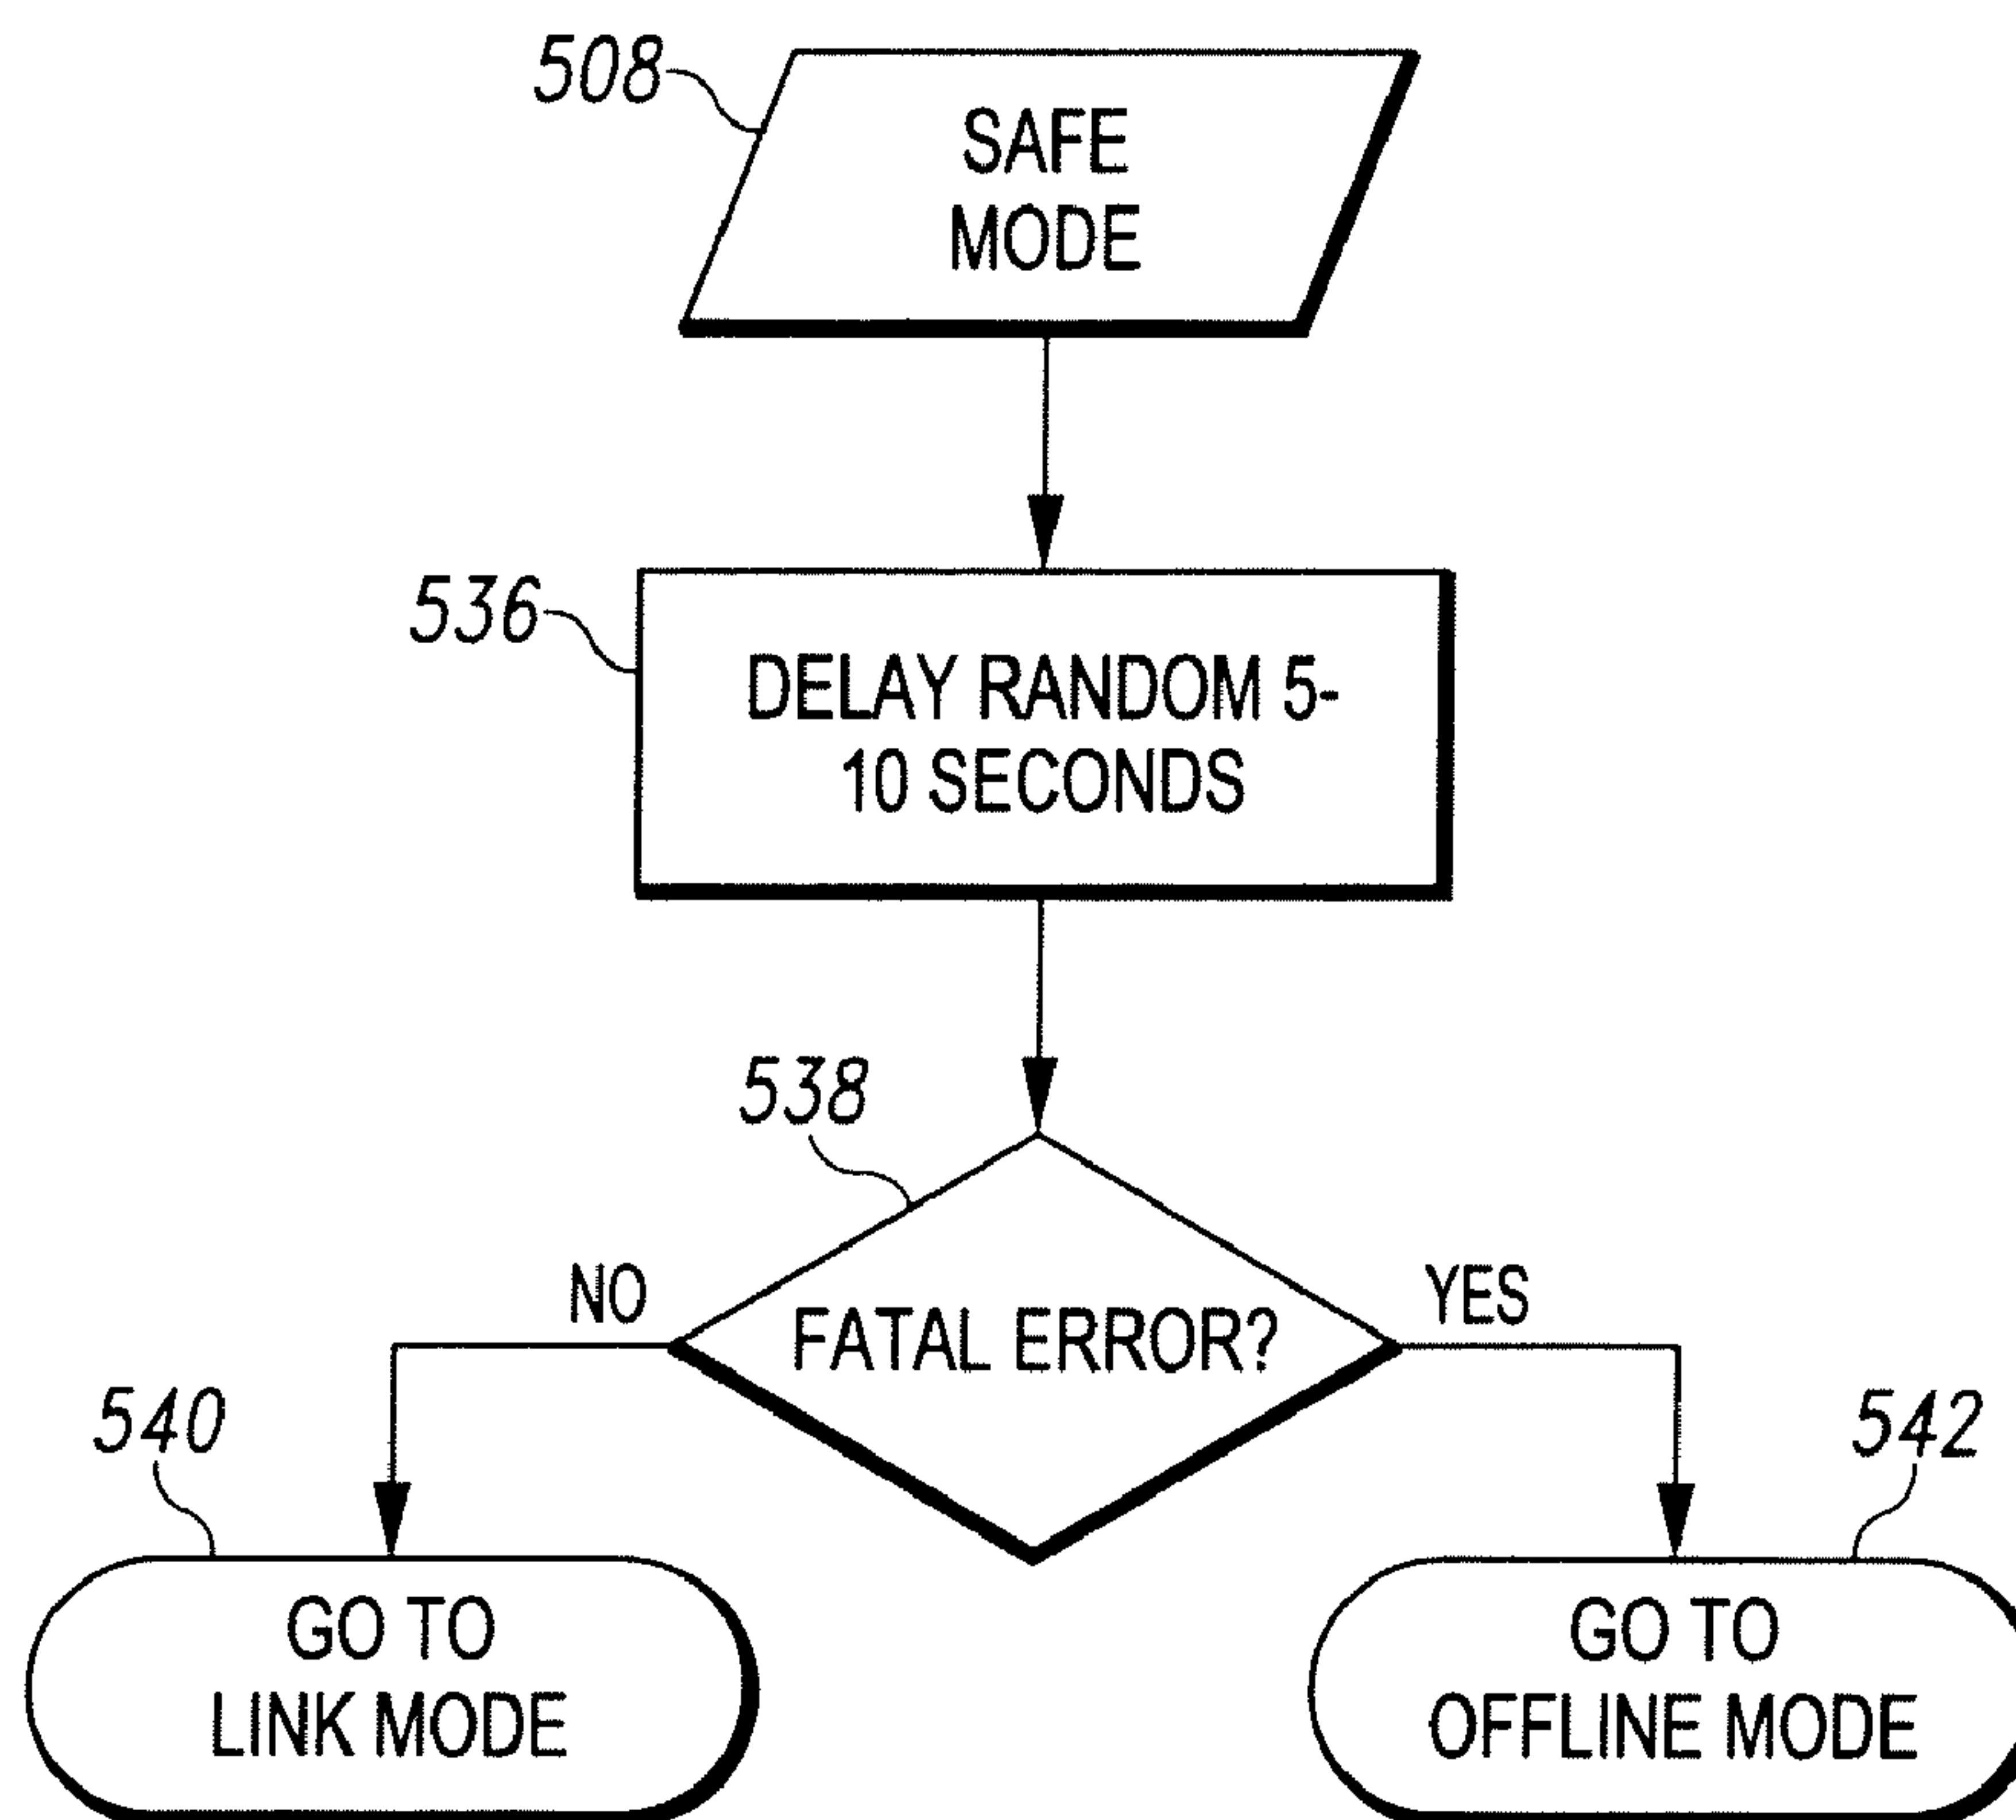 508
SAFE
MODE
536
DELAY RANDOM 5-
10 SECONDS
538
NO
FATAL ERROR?
YES
540
542
GO TO
LINK MODE
GO TO
OFFLINE MODE